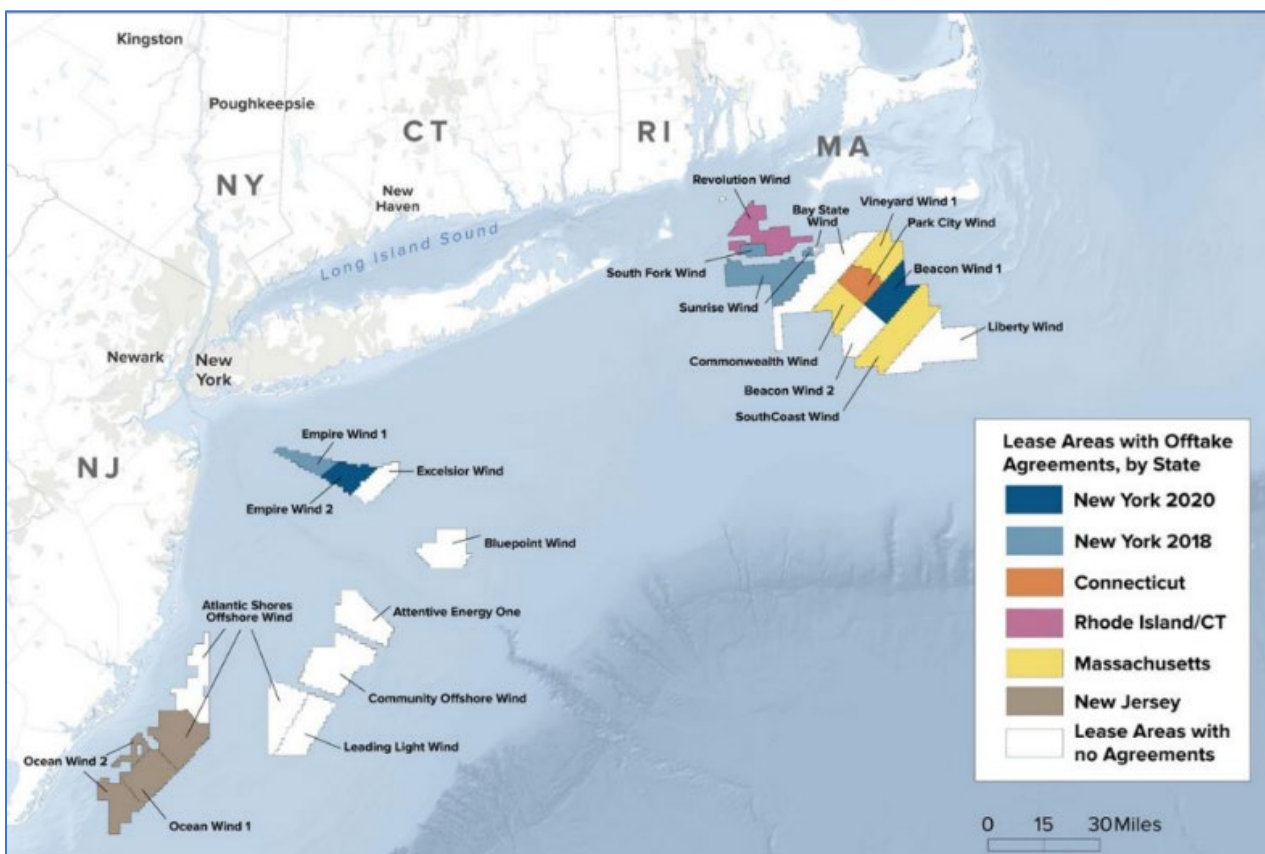 Kingston
Poughkeepsie
CT
RI
MA
NY
New
Haven
Long Island Sound
Newark
New
York
NJ
Revolution Wind
Bay State
Wind
Vineyard Wind 1
Park City Wind
Beacon Wind 1
South Fork Wind
Sunrise Wind
Liberty Wind
Commonwealth Wind
Beacon Wind 2
SouthCoast Wind
Empire Wind 1
Excelsior Wind
Empire Wind 2
Bluepoint Wind
Atlantic Shores
Offshore Wind
Attentive Energy One
Community Offshore Wind
Leading Light Wind
Ocean Wind 2
Ocean Wind 1
Lease Areas with Offtake
Agreements, by State
New York 2020
New York 2018
Connecticut
Rhode Island/CT
Massachusetts
New Jersey
Lease Areas with
no Agreements
0 15 30 Miles